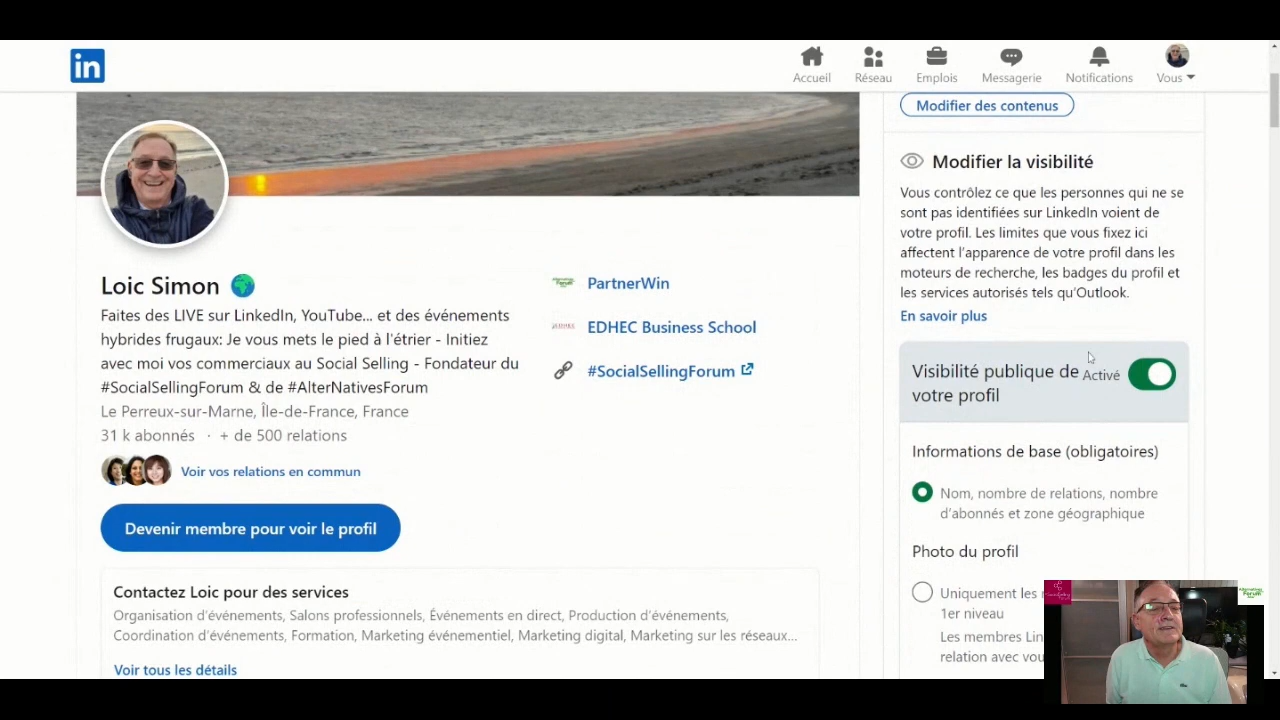 in
Accueil
Réseau
Emplois
Messagerie
Notifications
Vous
Modifier des contenus
Modifier la visibilité
Vous contrôlez ce que les personnes qui ne se
sont pas identifiées sur LinkedIn voient de
votre profil. Les limites que vous fixez ici
affectent l'apparence de votre profil dans les
moteurs de recherche, les badges du profil et
les services autorisés tels qu'Outlook.
En savoir plus
Loic Simon
Faites des LIVE sur LinkedIn, YouTube... et des événements
hybrides frugaux: Je vous mets le pied à l'étrier - Initiez
avec moi vos commerciaux au Social Selling - Fondateur du
#SocialSellingForum & de #AlterNativesForum
Le Perreux-sur-Marne, Île-de-France, France
31 k abonnés · + de 500 relations
Voir vos relations en commun
Devenir membre pour voir le profil
PartnerWin
EDHEC Business School
#SocialSellingForum
Visibilité publique de
votre profil
Activé
Informations de base (obligatoires)
Nom, nombre de relations, nombre
d'abonnés et zone géographique
Photo du profil
Uniquement les
1er niveau
Les membres Lin
relation avec vou
Contactez Loic pour des services
Organisation d'événements, Salons professionnels, Événements en direct, Production d'événements,
Coordination d'événements, Formation, Marketing événementiel, Marketing digital, Marketing sur les réseaux...
Voir tous les détails